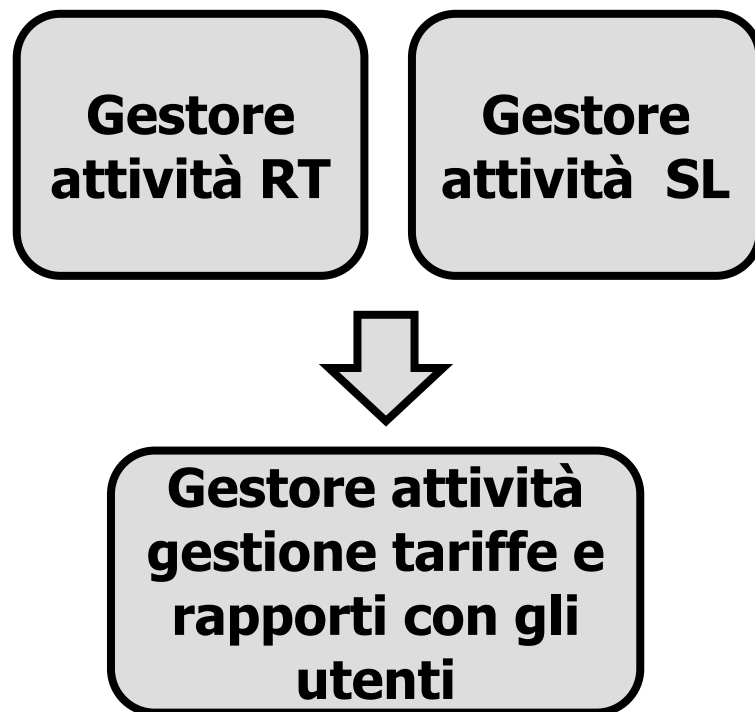 Gestore
attività RT
Gestore
attività  SL
Gestore attività
gestione tariffe e
rapporti con gli
utenti